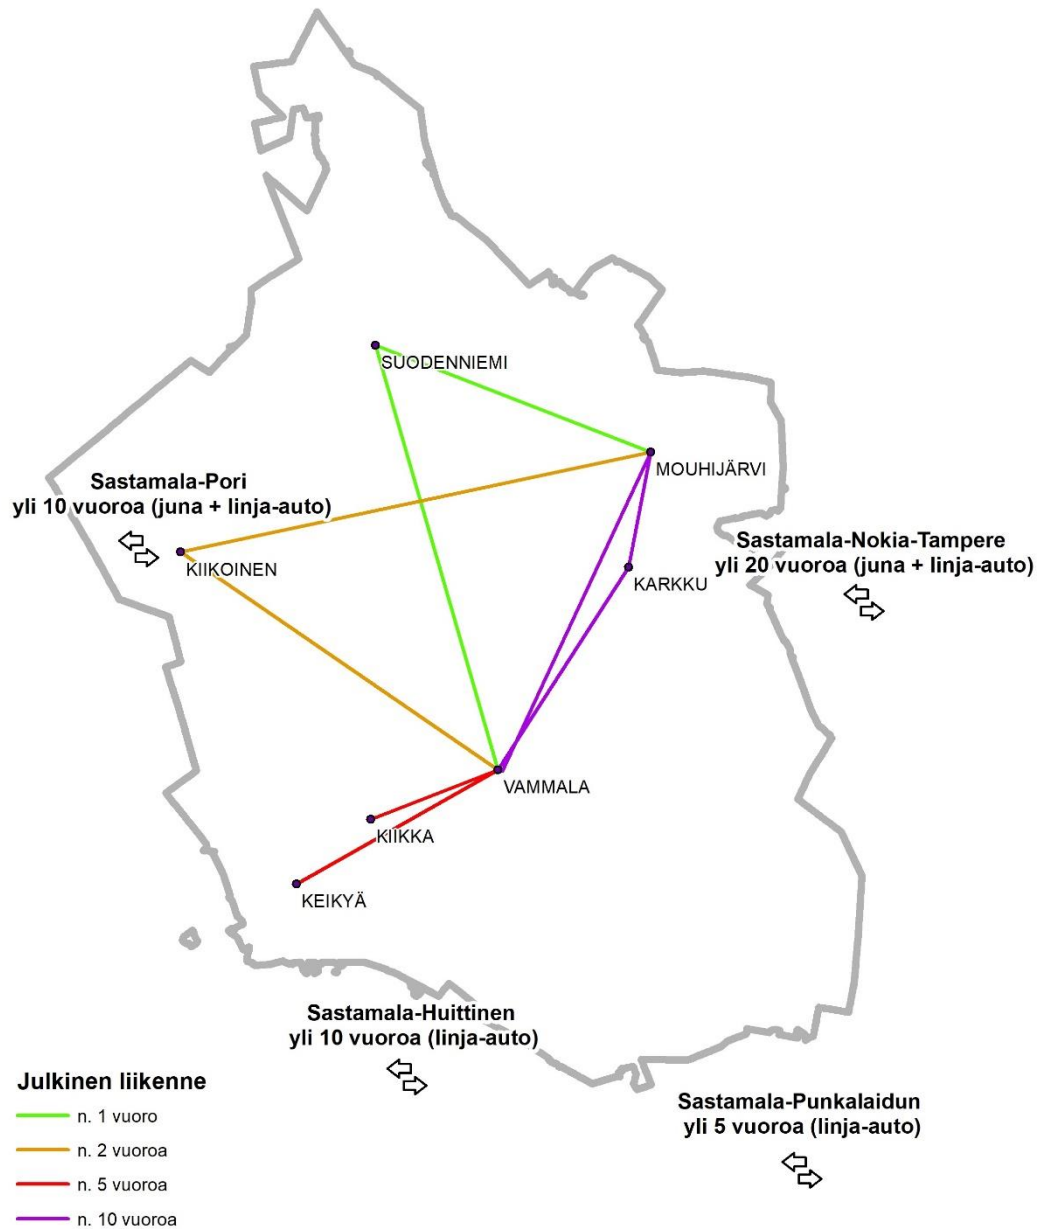 SUODENNIEMI
MOUHIJÄRVI
Sastamala-Pori
yli 10 vuoroa (juna + linja-auto)
KIIKOINEN
Sastamala-Nokia-Tampere
yli 20 vuoroa (juna + linja-auto)
KARKKU
VAMMALA
KIIKKA
KEIKYÄ
Sastamala-Huittinen
yli 10 vuoroa (linja-auto)
Sastamala-Punkalaidun
yli 5 vuoroa (linja-auto)
Julkinen liikenne
n. 1 vuoro
n. 2 vuoroa
n. 5 vuoroa
n. 10 vuoroa